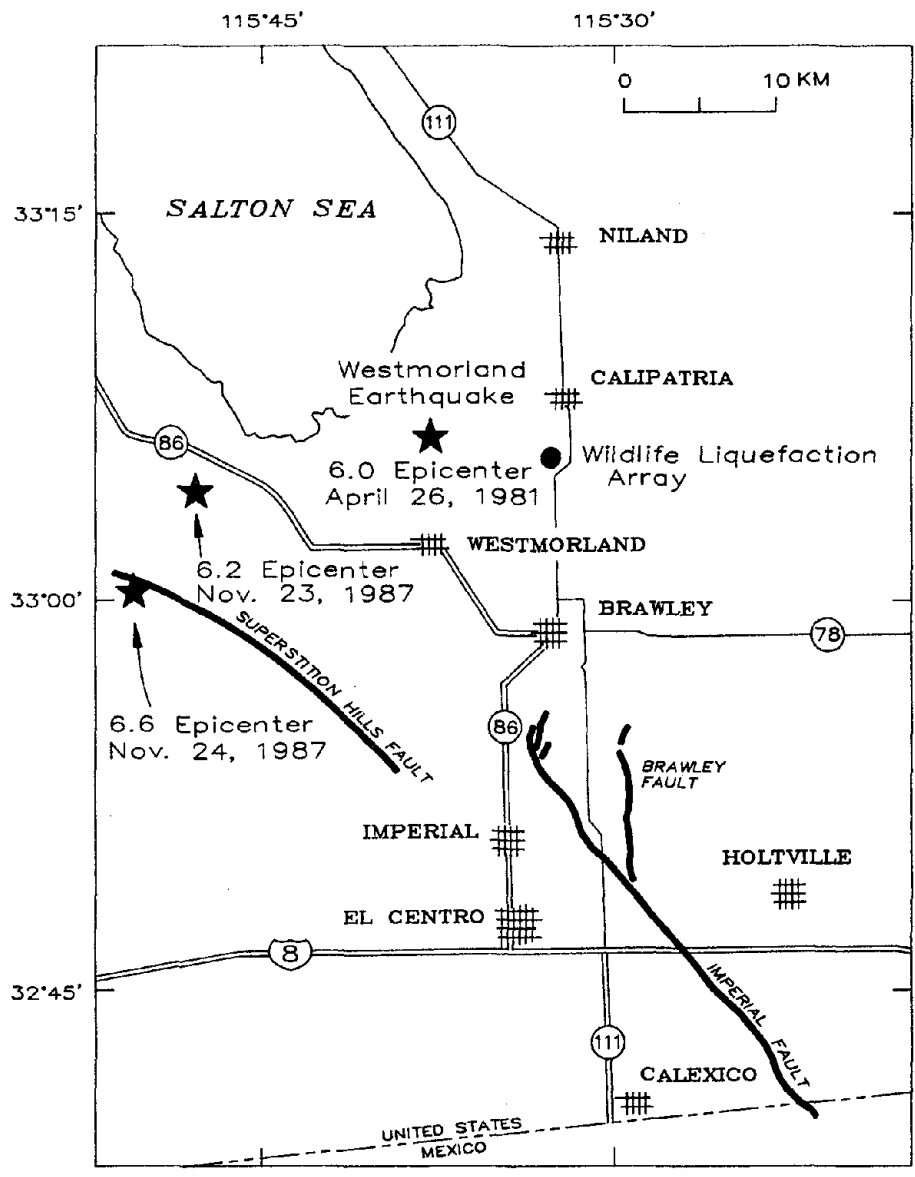 115°45'
115°30'
0 10 KM
111
33°15'
SALTON SEA
NILAND
Westmorland
Earthquake
CALIPATRIA
86
6.0 Epicenter
April 26, 1981
Wildlife Liquefaction
Array
WESTMORLAND
6.2 Epicenter
Nov. 23, 1987
33°00'
BRAWLEY
78
SUPERSTITION HILLS FAULT
6.6 Epicenter
Nov. 24, 1987
86
BRAWLEY
FAULT
IMPERIAL
HOLTVILLE
EL CENTRO
8
32°45'
IMPERIAL FAULT
111
CALEXICO
UNITED STATES
MEXICO